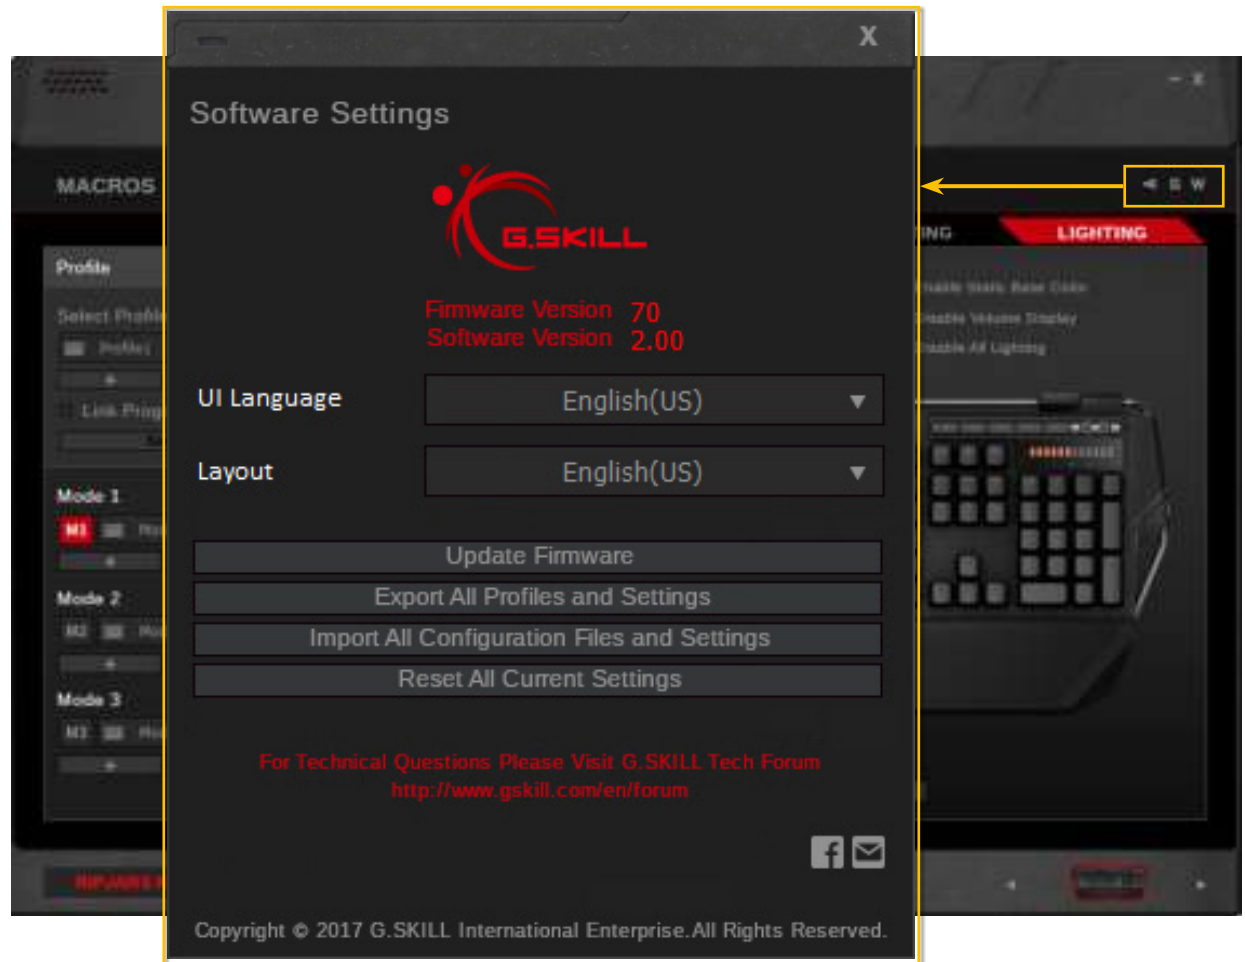 X
Software Settings
MACROS
G.SKILL
LIGHTING
Profile
Firmware Version 70
Software Version 2.00
UI Language English(US)
Layout English(US)
Mode 1
M1
Update Firmware
Export All Profiles and Settings
Mode 2
M2
Import All Configuration Files and Settings
Reset All Current Settings
Mode 3
M3
For Technical Questions Please Visit G.SKILL Tech Forum
http://www.gskill.com/en/forum
Copyright © 2017 G.SKILL International Enterprise.All Rights Reserved.